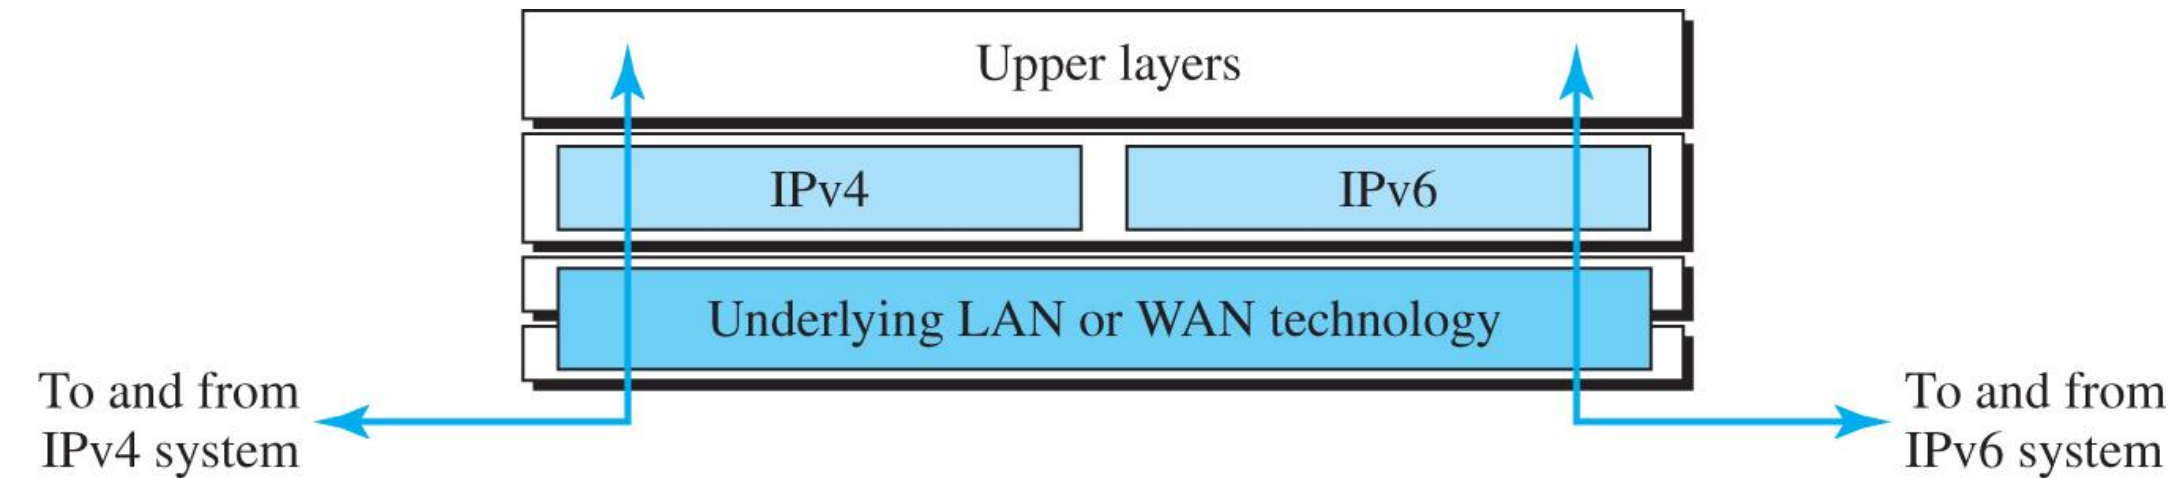 Upper layers
IPv4
IPv6
Underlying LAN or WAN technology
To and from
IPv4 system
To and from
IPv6 system